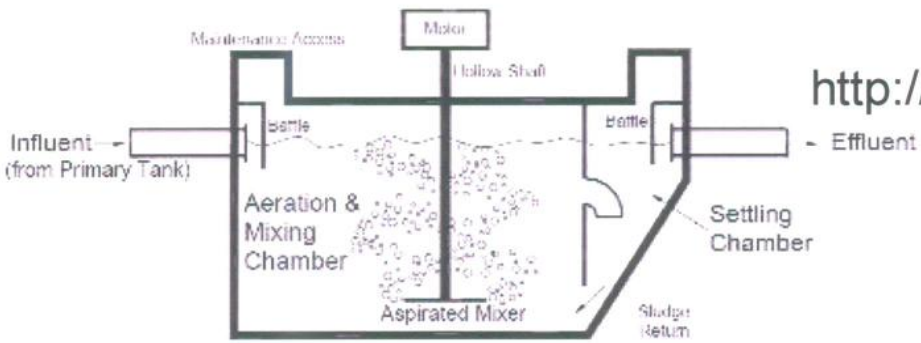 Motor
Maintenance Access
Hollow Shaft
http://
Baffle
Baffle
Influent
(from Primary Tank)
Effluent
Aeration &
Mixing
Chamber
Settling
Chamber
Aspirated Mixer
Sludge
Return